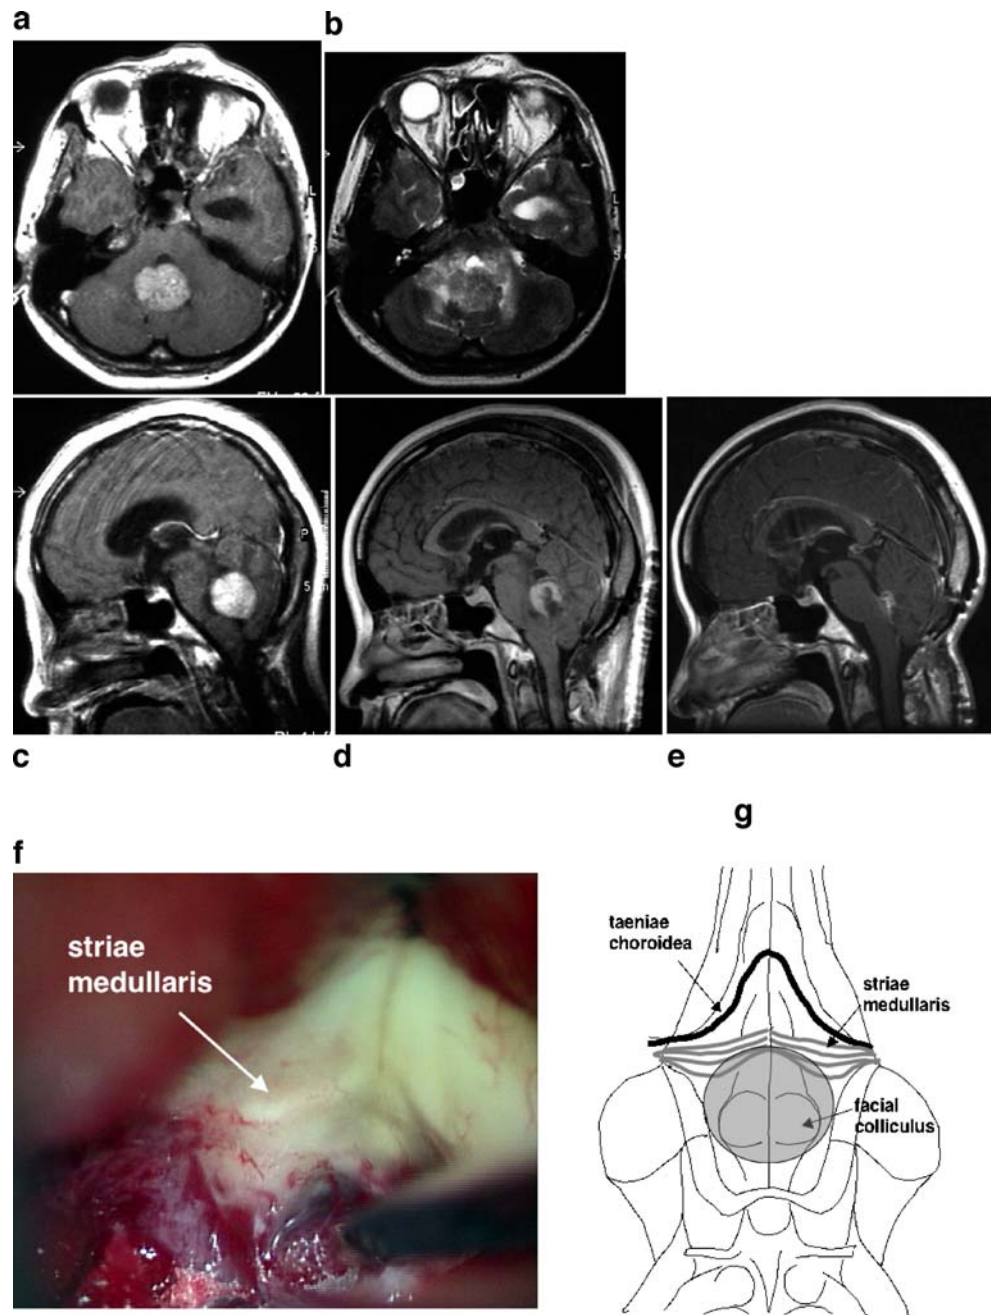 a
b
L
P
c
d
e
f
g
striae
medullaris
taeniae
choroidea
striae
medullaris
facial
colliculus